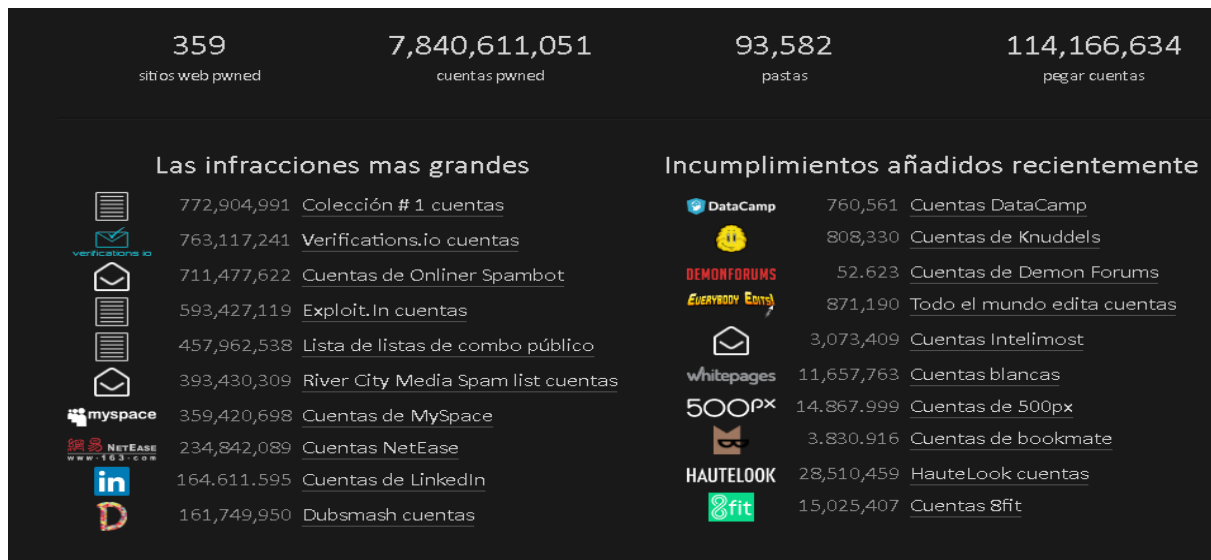 359 7,840,611,051 93,582 114,166,634
sitios web pwned cuentas pwned pastas pegar cuentas
Las infracciones mas grandes
772,904,991 Colección # 1 cuentas
verifications io 763,117,241 Verifications.io cuentas
711,477,622 Cuentas de Onliner Spambot
593,427,119 Exploit.In cuentas
457,962,538 Lista de listas de combo público
393,430,309 River City Media Spam list cuentas
myspace 359,420,698 Cuentas de MySpace
網易 NETEASE
www.163.com
234,842,089 Cuentas NetEase
in 164.611.595 Cuentas de LinkedIn
D 161,749,950 Dubsmash cuentas
Incumplimientos añadidos recientemente
DataCamp 760,561 Cuentas DataCamp
808,330 Cuentas de Knuddels
DEMONFORUMS 52.623 Cuentas de Demon Forums
EVERYBODY EDITS! 871,190 Todo el mundo edita cuentas
3,073,409 Cuentas Intelimost
whitepages 11,657,763 Cuentas blancas
500px 14.867.999 Cuentas de 500px
3.830.916 Cuentas de bookmate
HAUTELOOK 28,510,459 HauteLook cuentas
8fit 15,025,407 Cuentas 8fit